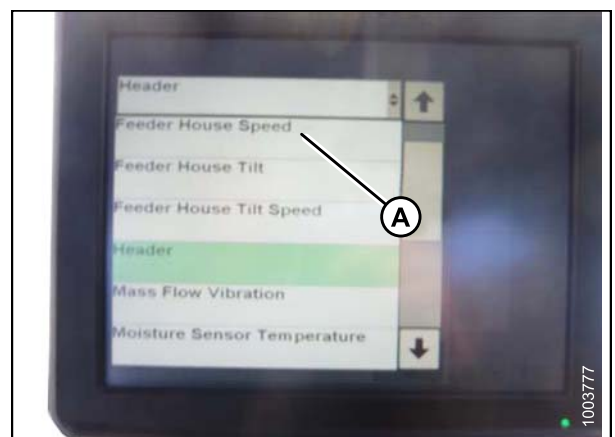 Header
Feeder House Speed
Feeder House Tilt
Feeder House Tilt Speed
A
Header
Mass Flow Vibration
Moisture Sensor Temperature
1003777